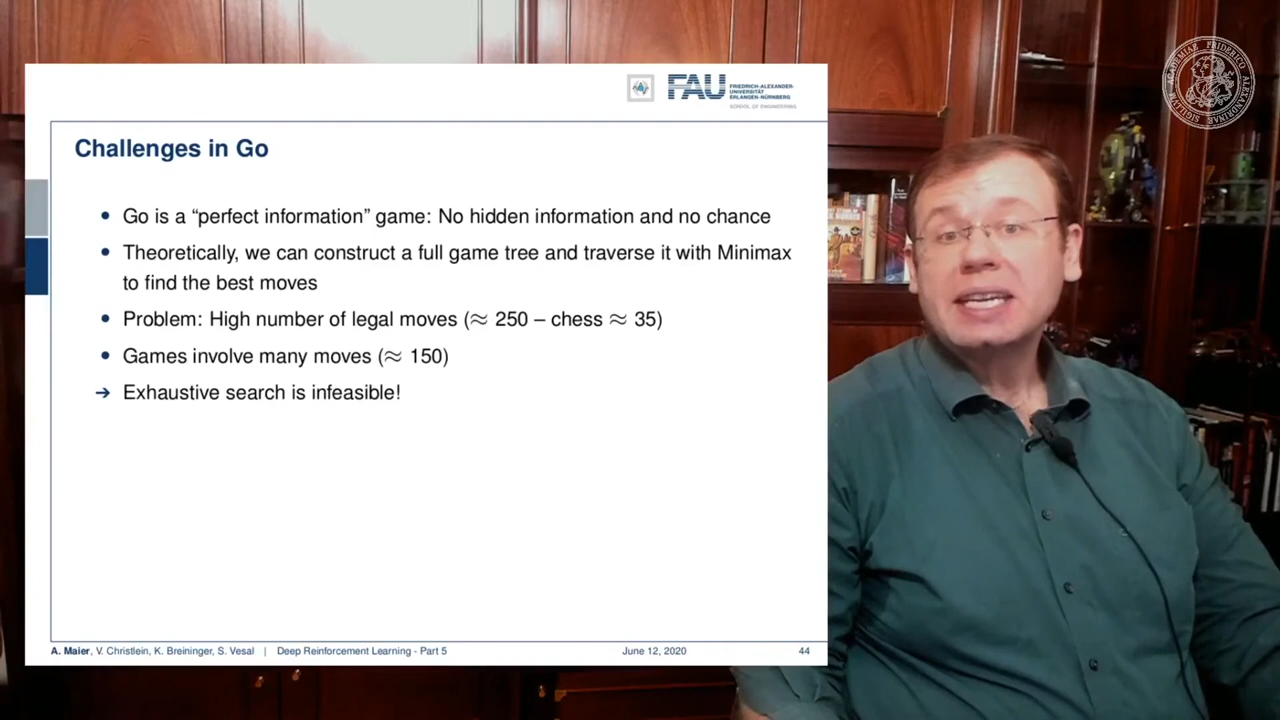 FAU
FRIEDRICH-ALEXANDER-
UNIVERSITÄT
ERLANGEN-NÜRNBERG
SCHOOL OF ENGINEERING
Challenges in Go
• Go is a “perfect information” game: No hidden information and no chance
• Theoretically, we can construct a full game tree and traverse it with Minimax
to find the best moves
• Problem: High number of legal moves (≈ 250 – chess ≈ 35)
• Games involve many moves (≈ 150)
➔ Exhaustive search is infeasible!
A. Maier, V. Christlein, K. Breininger, S. Vesal | Deep Reinforcement Learning - Part 5 June 12, 2020 44